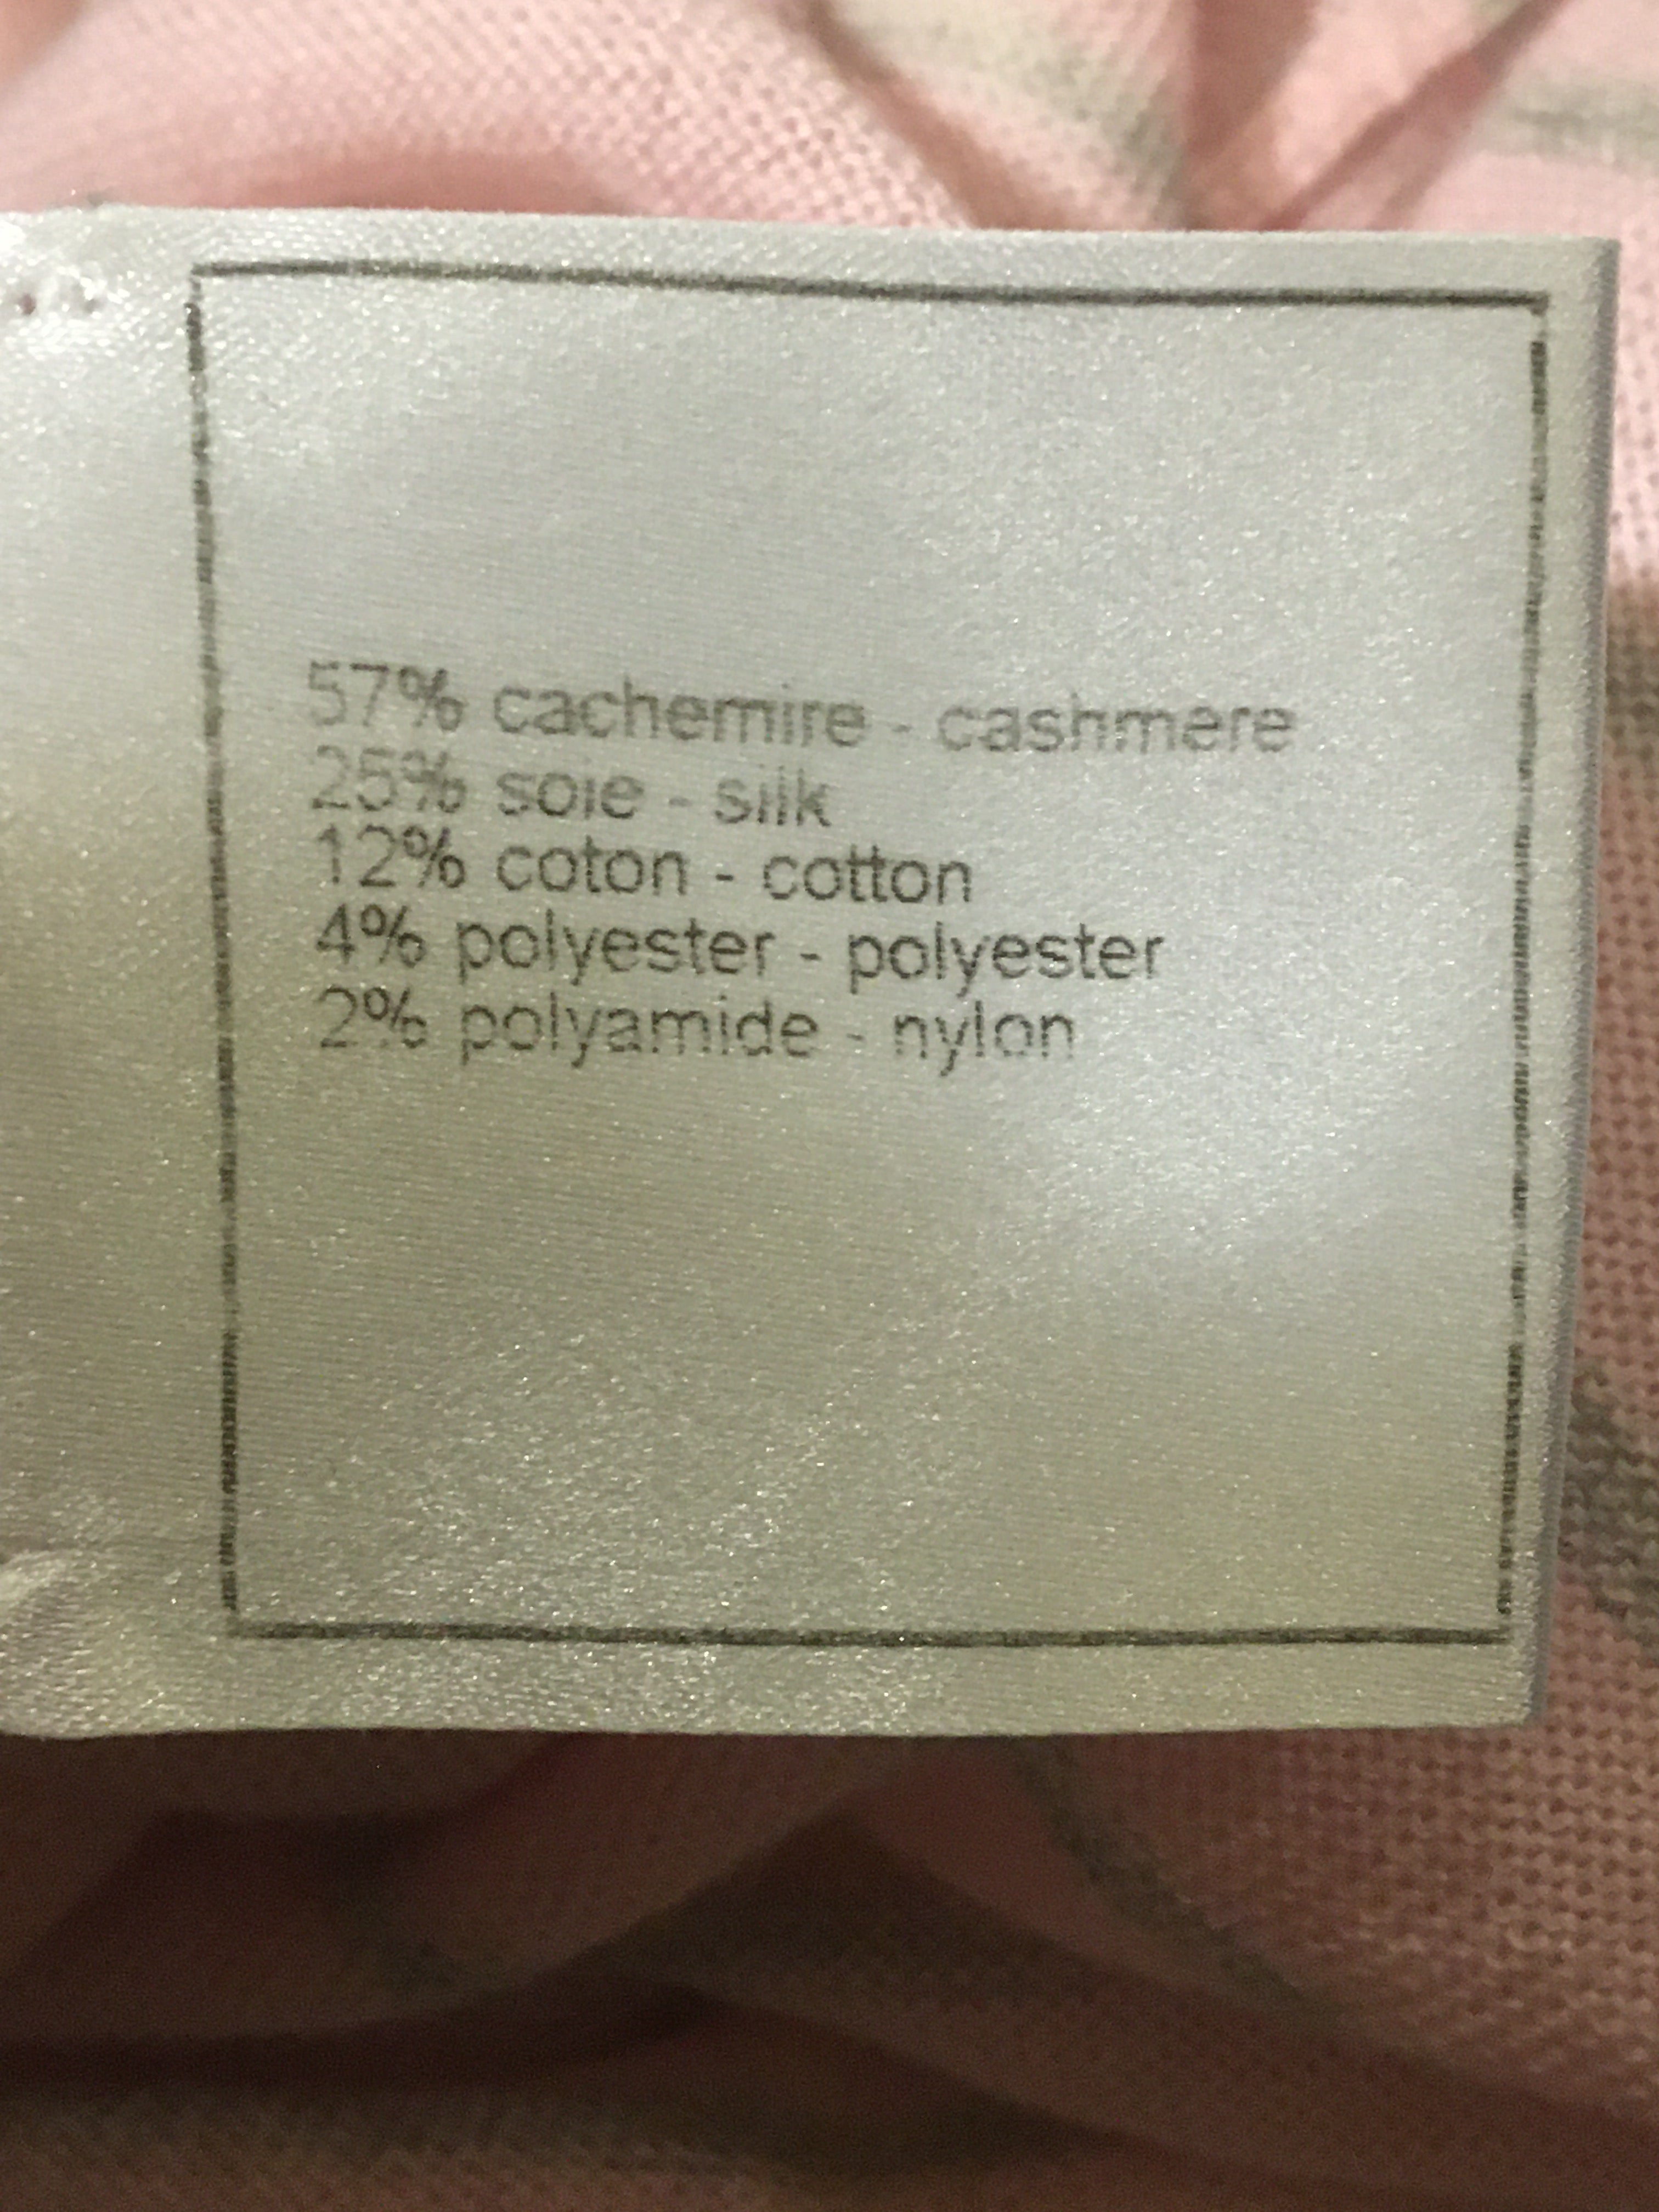 57% cachemire - cashmere
25% soie - silk
12% coton - cotton
4% polyester - polyester
2% polyamide - nylon